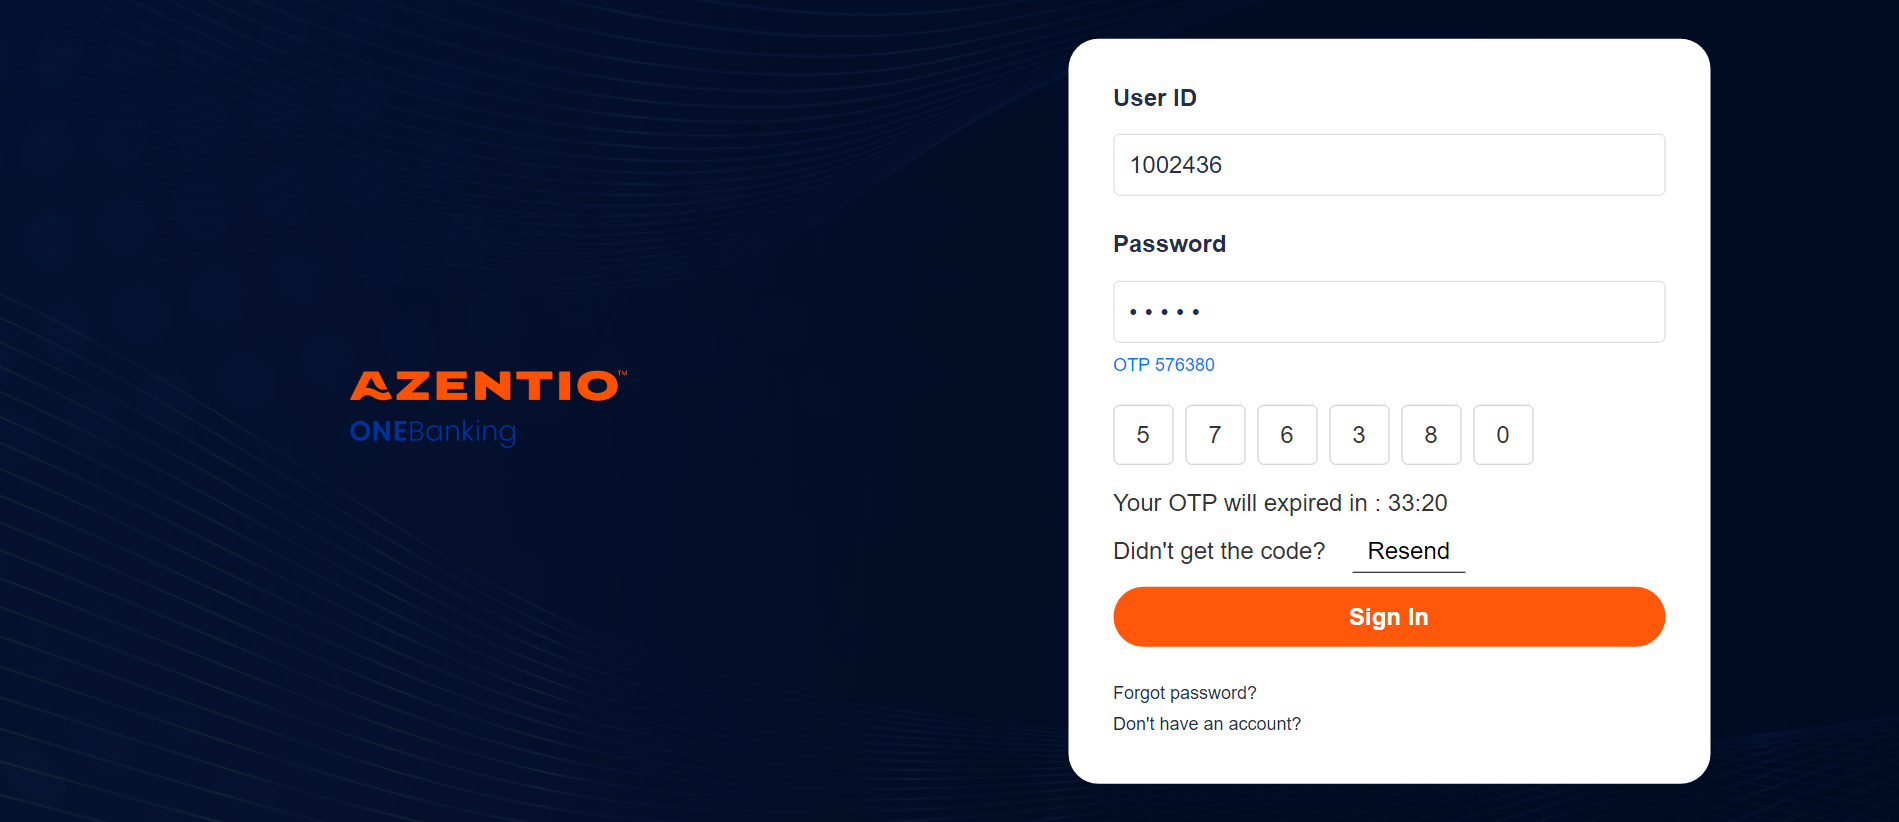 AZENTIO™
ONEBanking
User ID
1002436
Password
•••••
OTP 576380
5 7 6 3 8 0
Your OTP will expired in : 33:20
Didn't get the code? Resend
Sign In
Forgot password?
Don't have an account?